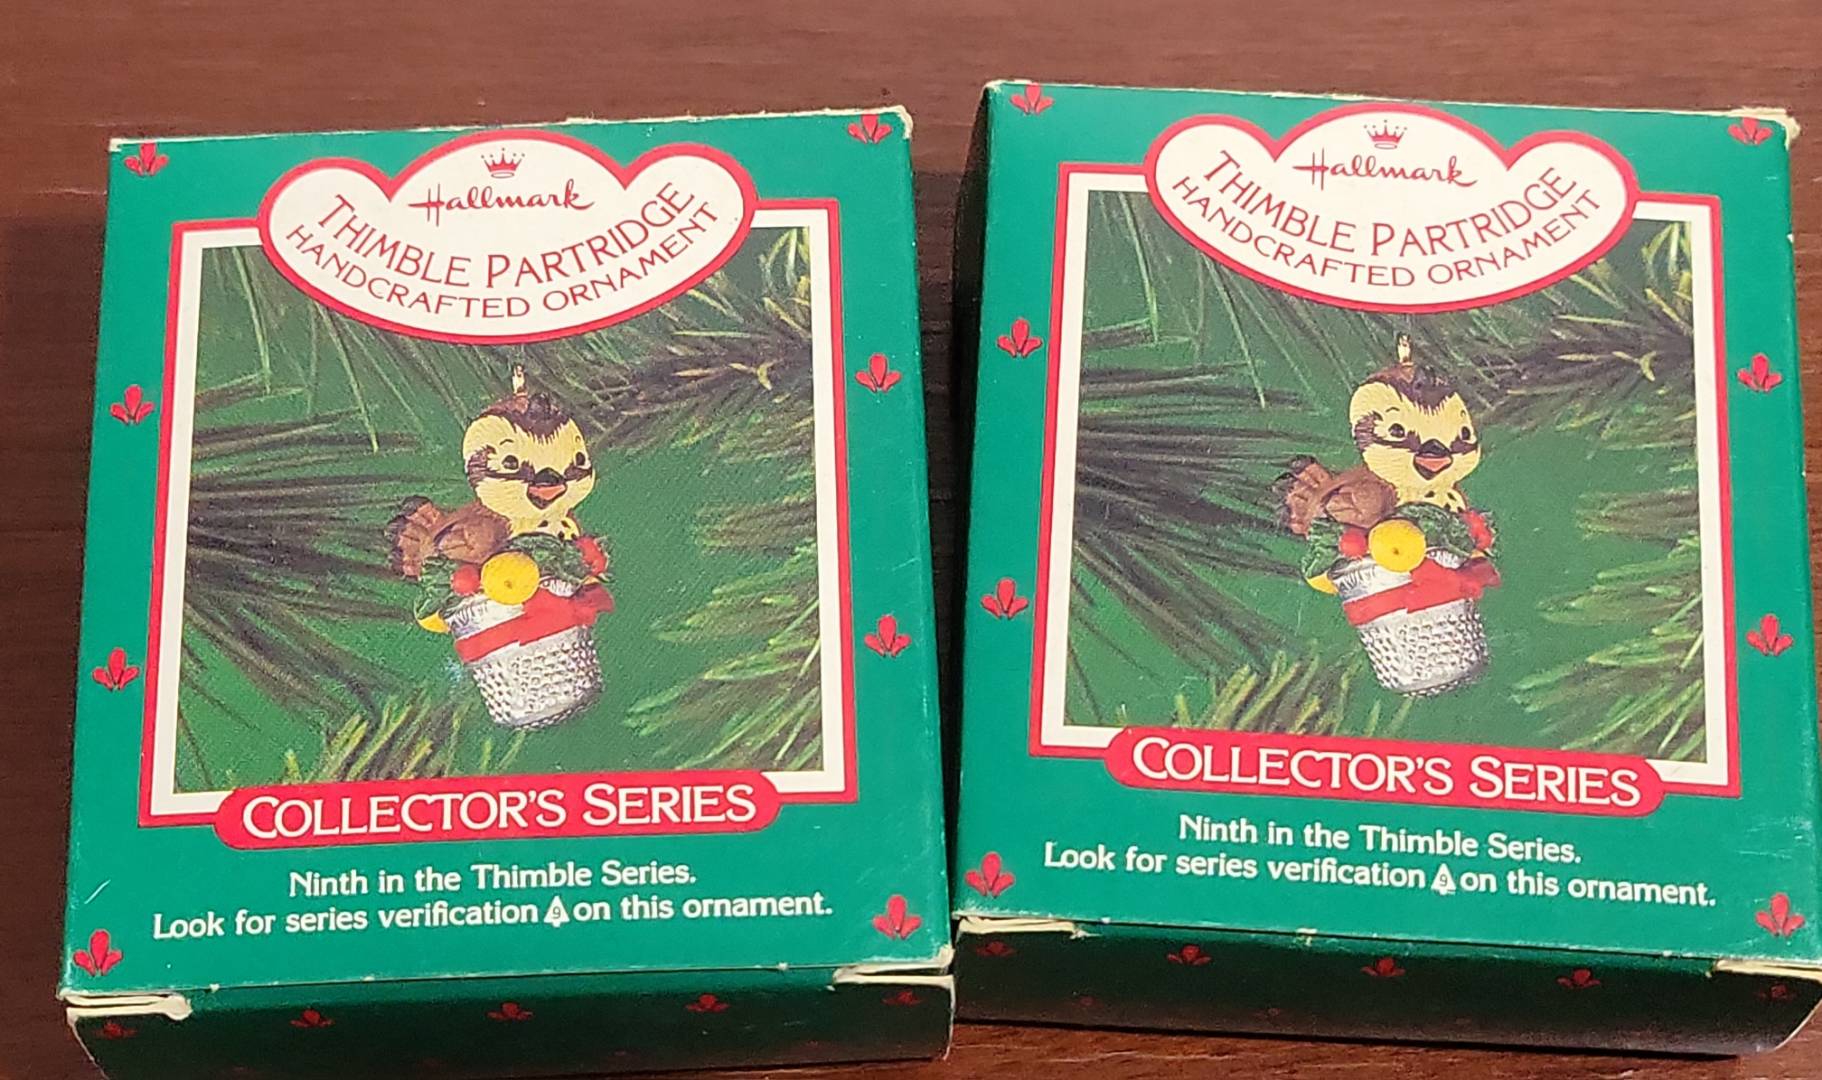 Hallmark
THIMBLE PARTRIDGE
HANDCRAFTED ORNAMENT
COLLECTOR'S SERIES
Ninth in the Thimble Series.
Look for series verification 9 on this ornament.
Hallmark
THIMBLE PARTRIDGE
HANDCRAFTED ORNAMENT
COLLECTOR'S SERIES
Ninth in the Thimble Series.
Look for series verification 9 on this ornament.